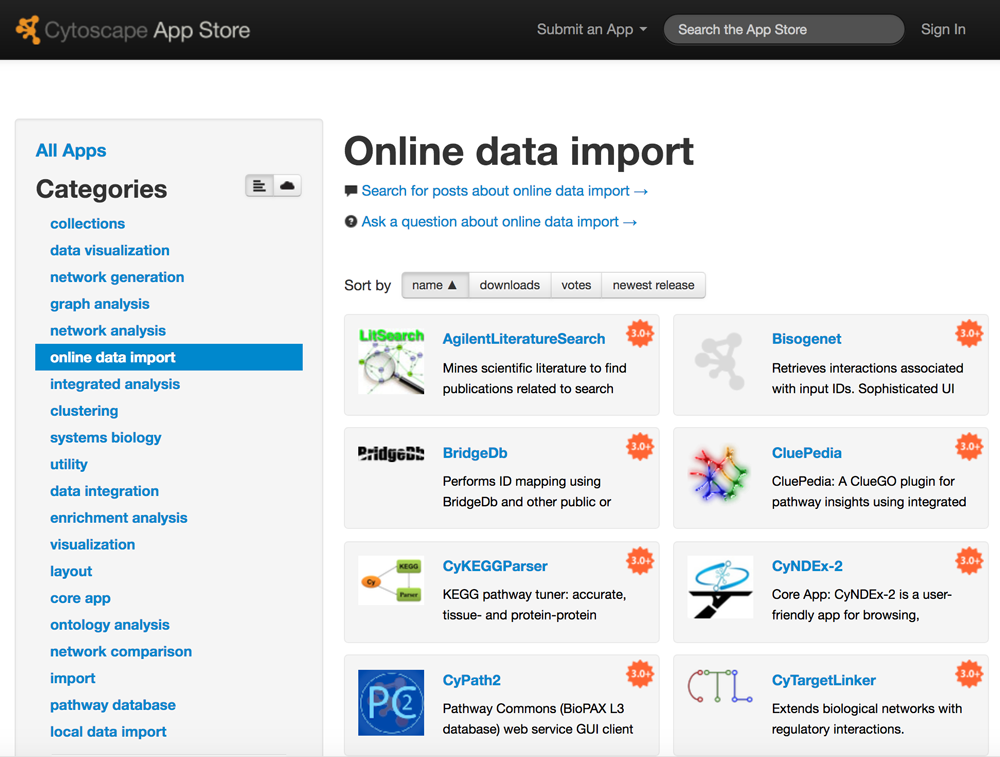 Cytoscape App Store
Submit an App
Search the App Store
Sign In
All Apps
Categories
collections
data visualization
network generation
graph analysis
network analysis
online data import
integrated analysis
clustering
systems biology
utility
data integration
enrichment analysis
visualization
layout
core app
ontology analysis
network comparison
import
pathway database
local data import
Online data import
Search for posts about online data import →
Ask a question about online data import →
Sort by
name ▲
downloads
votes
newest release
LitSearch
AgilentLiteratureSearch
3.0+
Mines scientific literature to find
publications related to search
Bisogenet
3.0+
Retrieves interactions associated
with input IDs. Sophisticated UI
BridgeDb
BridgeDb
3.0+
Performs ID mapping using
BridgeDb and other public or
CluePedia
3.0+
CluePedia: A ClueGO plugin for
pathway insights using integrated
Cy
KEGG
Parser
CyKEGGParser
3.0+
KEGG pathway tuner: accurate,
tissue- and protein-protein
CyNDEx-2
3.0+
Core App: CyNDEx-2 is a user-
friendly app for browsing,
PC2
CyPath2
3.0+
Pathway Commons (BioPAX L3
database) web service GUI client
CTL
CyTargetLinker
3.0+
Extends biological networks with
regulatory interactions.